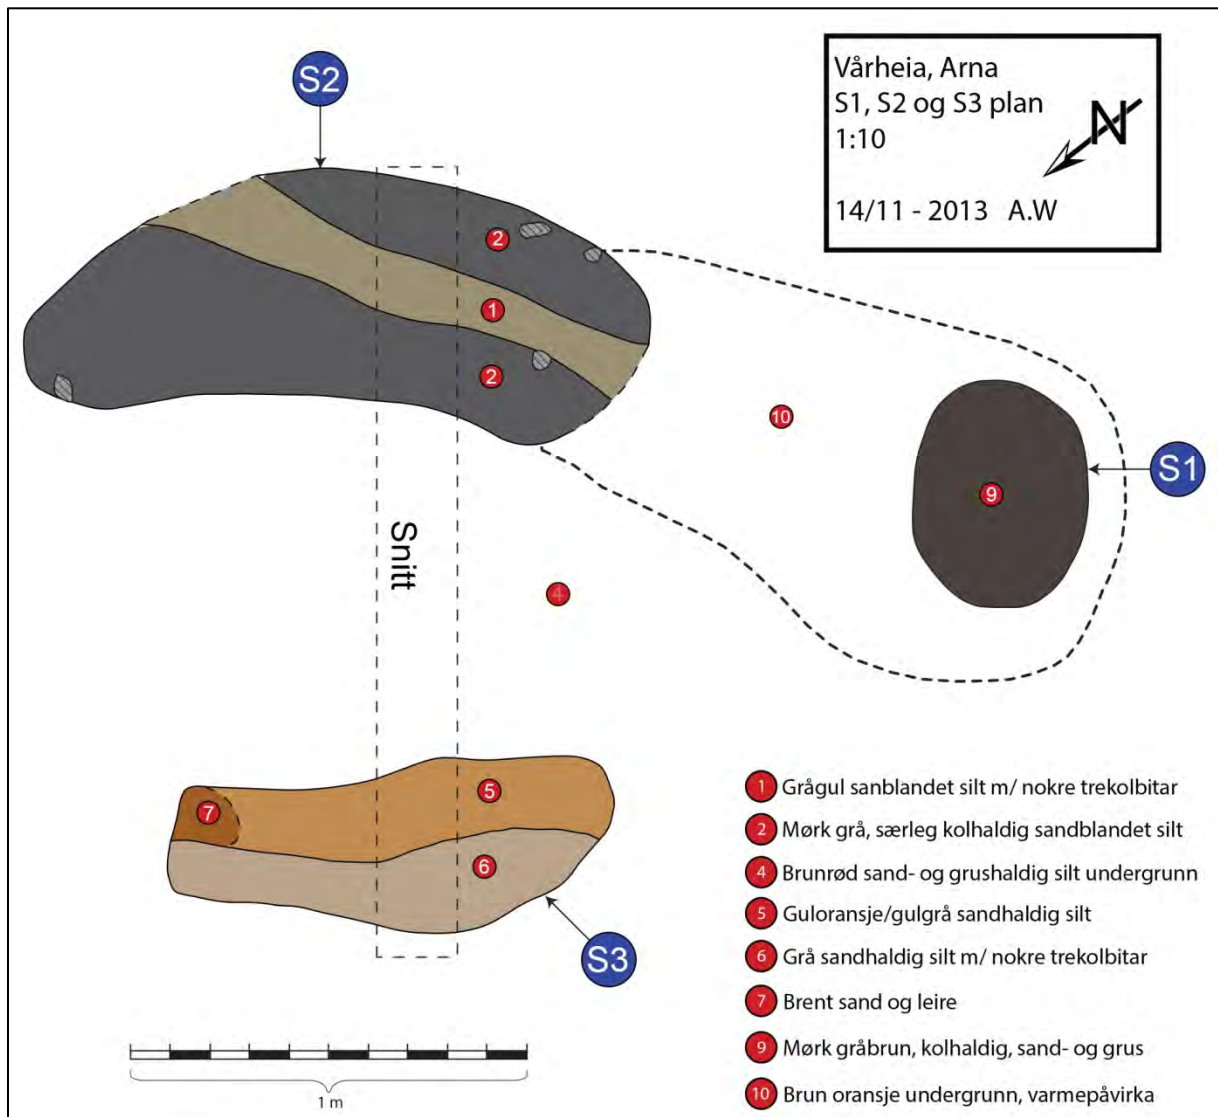 S2
Vårheia, Arna
S1, S2 og S3 plan
1:10
N
14/11 - 2013 A.W
2
1
2
10
S1
9
Snitt
4
5
7
6
S3
1 Grågul sanblandet silt m/ nokre trekolbitar
2 Mørk grå, særleg kolhaldig sandblandet silt
4 Brunrød sand- og grushaldig silt undergrunn
5 Guloransje/gulgrå sandhaldig silt
6 Grå sandhaldig silt m/ nokre trekolbitar
7 Brent sand og leire
9 Mørk gråbrun, kolhaldig, sand- og grus
10 Brun oransje undergrunn, varmepåvirka
1 m